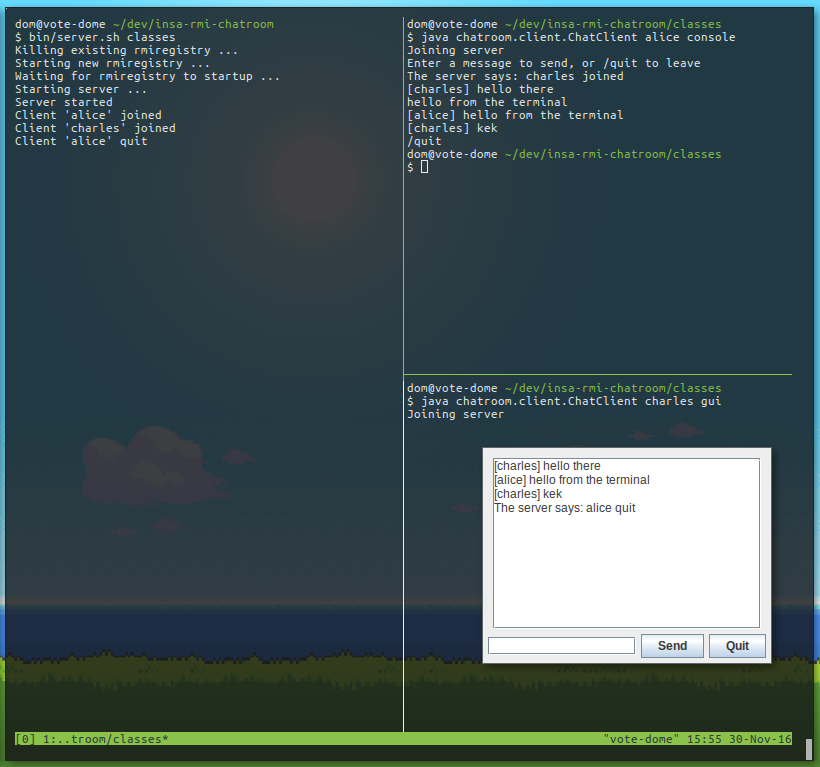 dom@vote-dome ~/dev/insa-rmi-chatroom
$ bin/server.sh classes
Killing existing rmiregistry ...
Starting new rmiregistry ...
Waiting for rmiregistry to startup ...
Starting server ...
Server started
Client 'alice' joined
Client 'charles' joined
Client 'alice' quit
dom@vote-dome ~/dev/insa-rmi-chatroom/classes
$ java chatroom.client.ChatClient alice console
Joining server
Enter a message to send, or /quit to leave
The server says: charles joined
[charles] hello there
hello from the terminal
[alice] hello from the terminal
[charles] kek
/quit
dom@vote-dome ~/dev/insa-rmi-chatroom/classes
$
dom@vote-dome ~/dev/insa-rmi-chatroom/classes
$ java chatroom.client.ChatClient charles gui
Joining server
[charles] hello there
[alice] hello from the terminal
[charles] kek
The server says: alice quit
Send
Quit
[0] 1:..troom/classes*
"vote-dome" 15:55 30-Nov-16